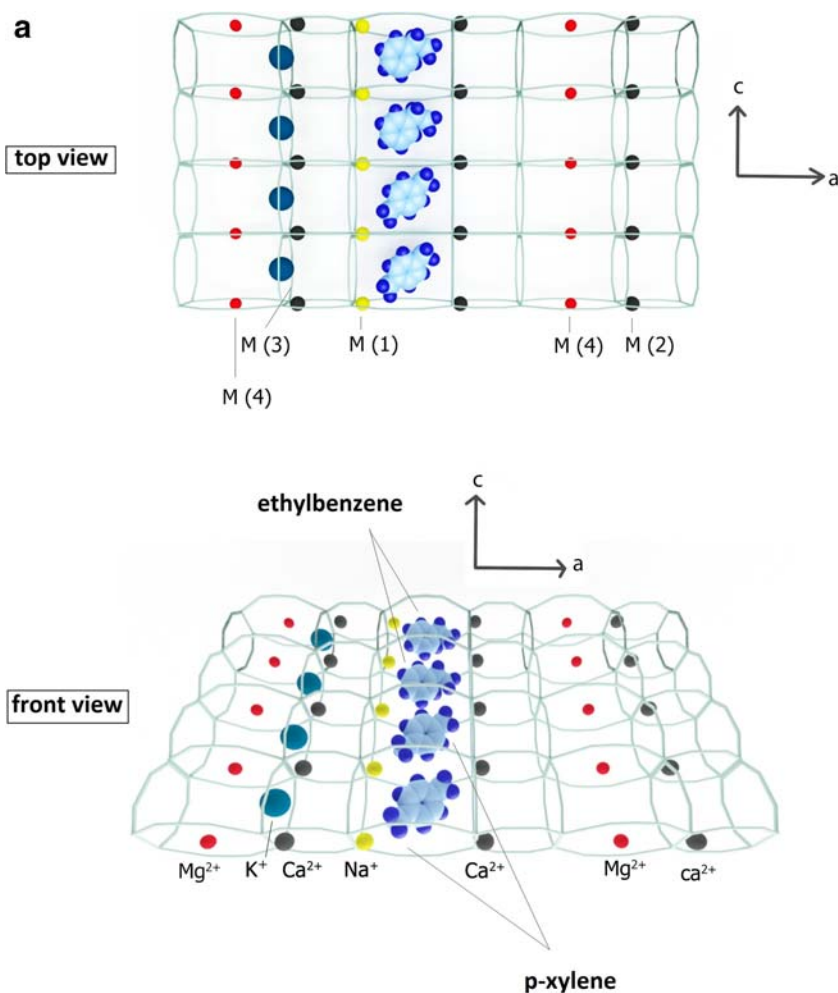 a
top view
c
a
M (3)
M (1)
M (4)
M (2)
M (4)
c
ethylbenzene
a
front view
Mg²⁺ K⁺ Ca²⁺ Na⁺ Ca²⁺ Mg²⁺ ca²⁺
p-xylene